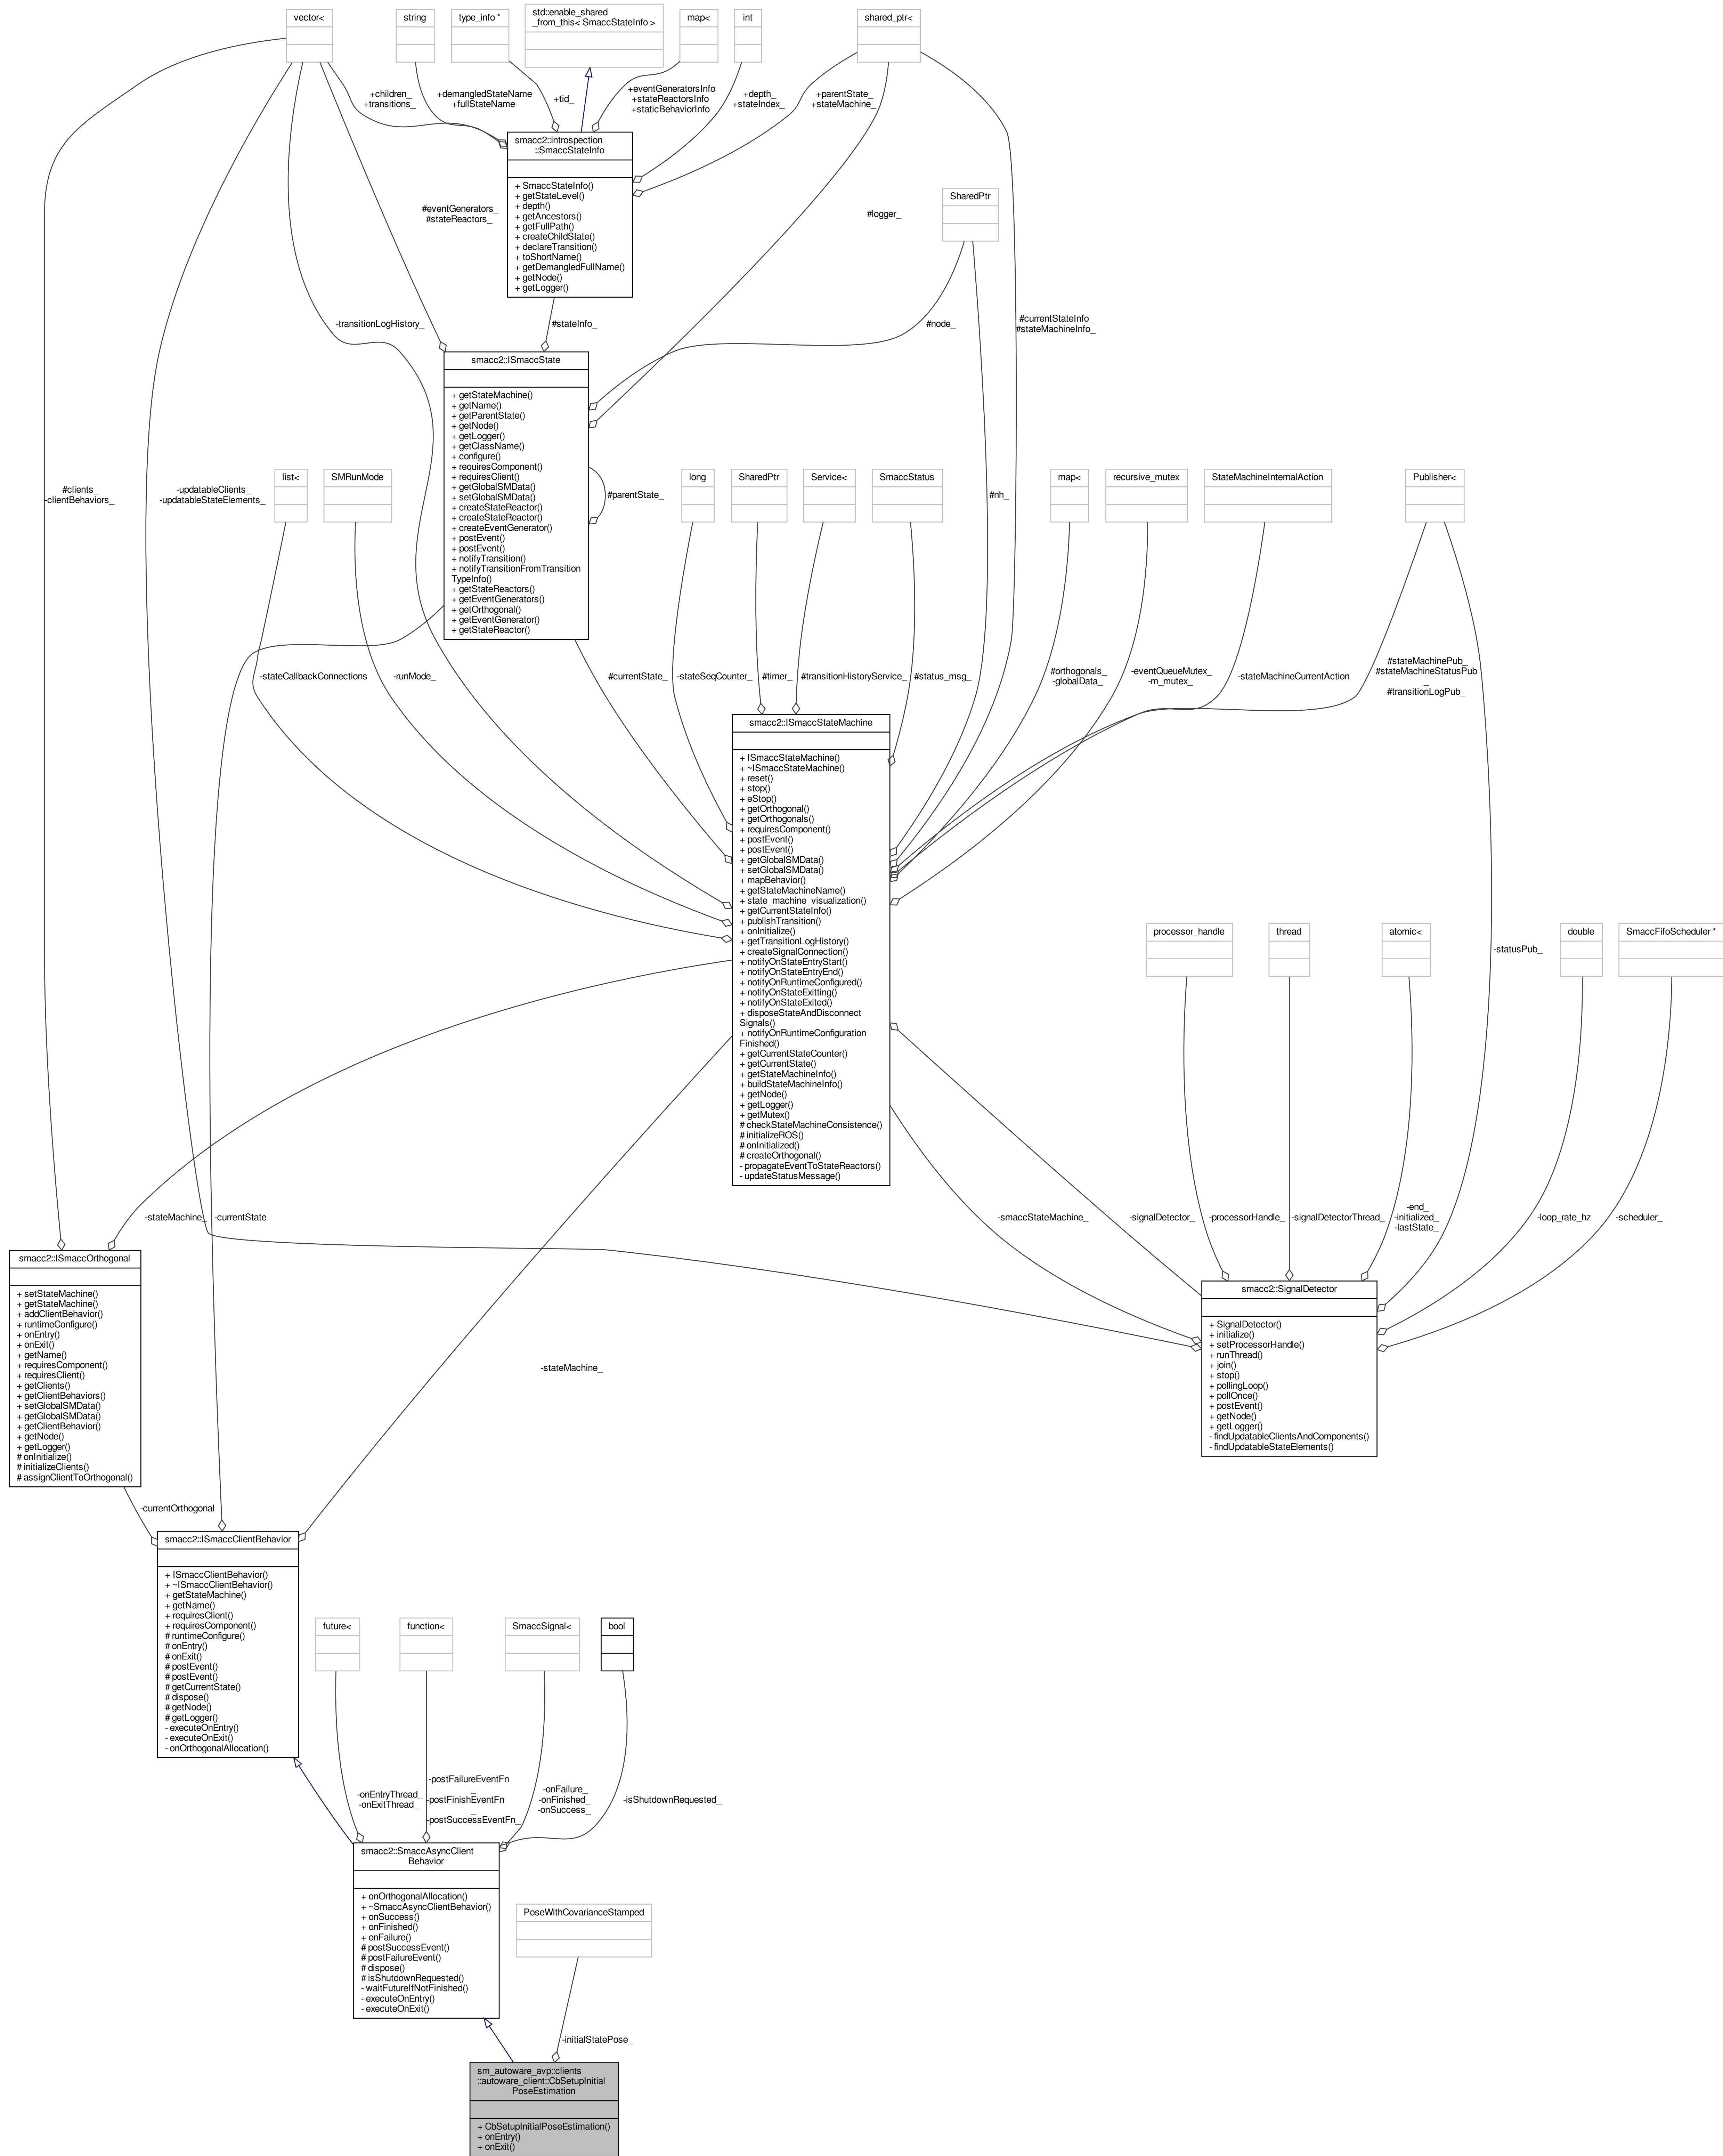 vector<
string
type_info *
std::enable_shared
_from_this< SmaccStateInfo >
map<
int
shared_ptr<
+children_
+transitions_
+demangledStateName
+fullStateName
+tid_
+eventGeneratorsInfo
+stateReactorsInfo
+staticBehaviorInfo
+depth_
+stateIndex_
+parentState_
+stateMachine_
smacc2::introspection
::SmaccStateInfo
+ SmaccStateInfo()
+ getStateLevel()
+ depth()
+ getAncestors()
+ getFullPath()
+ createChildState()
+ declareTransition()
+ toShortName()
+ getDemangledFullName()
+ getNode()
+ getLogger()
#eventGenerators_
#stateReactors_
#logger_
SharedPtr
-transitionLogHistory_
#stateInfo_
#node_
#currentStateInfo_
#stateMachineInfo_
smacc2::ISmaccState
+ getStateMachine()
+ getName()
+ getParentState()
+ getNode()
+ getLogger()
+ getClassName()
+ configure()
+ requiresComponent()
+ requiresClient()
+ getGlobalSMData()
+ setGlobalSMData()
+ createStateReactor()
+ createStateReactor()
+ createEventGenerator()
+ postEvent()
+ postEvent()
+ notifyTransition()
+ notifyTransitionFromTransition
TypeInfo()
+ getStateReactors()
+ getEventGenerators()
+ getOrthogonal()
+ getEventGenerator()
+ getStateReactor()
#parentState_
#clients_
-clientBehaviors_
-updatableClients_
-updatableStateElements_
list<
SMRunMode
long
SharedPtr
Service<
SmaccStatus
#nh_
map<
recursive_mutex
StateMachineInternalAction
Publisher<
-stateCallbackConnections
-runMode_
#currentState_
-stateSeqCounter_
#timer_
#transitionHistoryService_
#status_msg_
#orthogonals_
-globalData_
-eventQueueMutex_
-m_mutex_
-stateMachineCurrentAction
#stateMachinePub_
#stateMachineStatusPub
_
#transitionLogPub_
smacc2::ISmaccStateMachine
+ ISmaccStateMachine()
+ ~ISmaccStateMachine()
+ reset()
+ stop()
+ eStop()
+ getOrthogonal()
+ getOrthogonals()
+ requiresComponent()
+ postEvent()
+ postEvent()
+ getGlobalSMData()
+ setGlobalSMData()
+ mapBehavior()
+ getStateMachineName()
+ state_machine_visualization()
+ getCurrentStateInfo()
+ publishTransition()
+ onInitialize()
+ getTransitionLogHistory()
+ createSignalConnection()
+ notifyOnStateEntryStart()
+ notifyOnStateEntryEnd()
+ notifyOnRuntimeConfigured()
+ notifyOnStateExitting()
+ notifyOnStateExited()
+ disposeStateAndDisconnect
Signals()
+ notifyOnRuntimeConfiguration
Finished()
+ getCurrentStateCounter()
+ getCurrentState()
+ getStateMachineInfo()
+ buildStateMachineInfo()
+ getNode()
+ getLogger()
+ getMutex()
# checkStateMachineConsistence()
# initializeROS()
# onInitialized()
# createOrthogonal()
- propagateEventToStateReactors()
- updateStatusMessage()
processor_handle
thread
atomic<
-statusPub_
double
SmaccFifoScheduler *
-stateMachine_
-currentState
-smaccStateMachine_
-signalDetector_
-processorHandle_
-signalDetectorThread_
-end_
-initialized_
-lastState_
-loop_rate_hz
-scheduler_
smacc2::ISmaccOrthogonal
+ setStateMachine()
+ getStateMachine()
+ addClientBehavior()
+ runtimeConfigure()
+ onEntry()
+ onExit()
+ getName()
+ requiresComponent()
+ requiresClient()
+ getClients()
+ getClientBehaviors()
+ setGlobalSMData()
+ getGlobalSMData()
+ getClientBehavior()
+ getNode()
+ getLogger()
# onInitialize()
# initializeClients()
# assignClientToOrthogonal()
smacc2::SignalDetector
+ SignalDetector()
+ initialize()
+ setProcessorHandle()
+ runThread()
+ join()
+ stop()
+ pollingLoop()
+ pollOnce()
+ postEvent()
+ getNode()
+ getLogger()
- findUpdatableClientsAndComponents()
- findUpdatableStateElements()
-stateMachine_
-currentOrthogonal
smacc2::ISmaccClientBehavior
+ ISmaccClientBehavior()
+ ~ISmaccClientBehavior()
+ getStateMachine()
+ getName()
+ requiresClient()
+ requiresComponent()
# runtimeConfigure()
# onEntry()
# onExit()
# postEvent()
# postEvent()
# getCurrentState()
# dispose()
# getNode()
# getLogger()
- executeOnEntry()
- executeOnExit()
- onOrthogonalAllocation()
future<
function<
SmaccSignal<
bool
-onEntryThread_
-onExitThread_
-postFailureEventFn
_
-postFinishEventFn
_
-postSuccessEventFn_
-onFailure_
-onFinished_
-onSuccess_
-isShutdownRequested_
smacc2::SmaccAsyncClient
Behavior
+ onOrthogonalAllocation()
+ ~SmaccAsyncClientBehavior()
+ onSuccess()
+ onFinished()
+ onFailure()
# postSuccessEvent()
# postFailureEvent()
# dispose()
# isShutdownRequested()
- waitFutureIfNotFinished()
- executeOnEntry()
- executeOnExit()
PoseWithCovarianceStamped
-initialStatePose_
sm_autoware_avp::clients
::autoware_client::CbSetupInitial
PoseEstimation
+ CbSetupInitialPoseEstimation()
+ onEntry()
+ onExit()